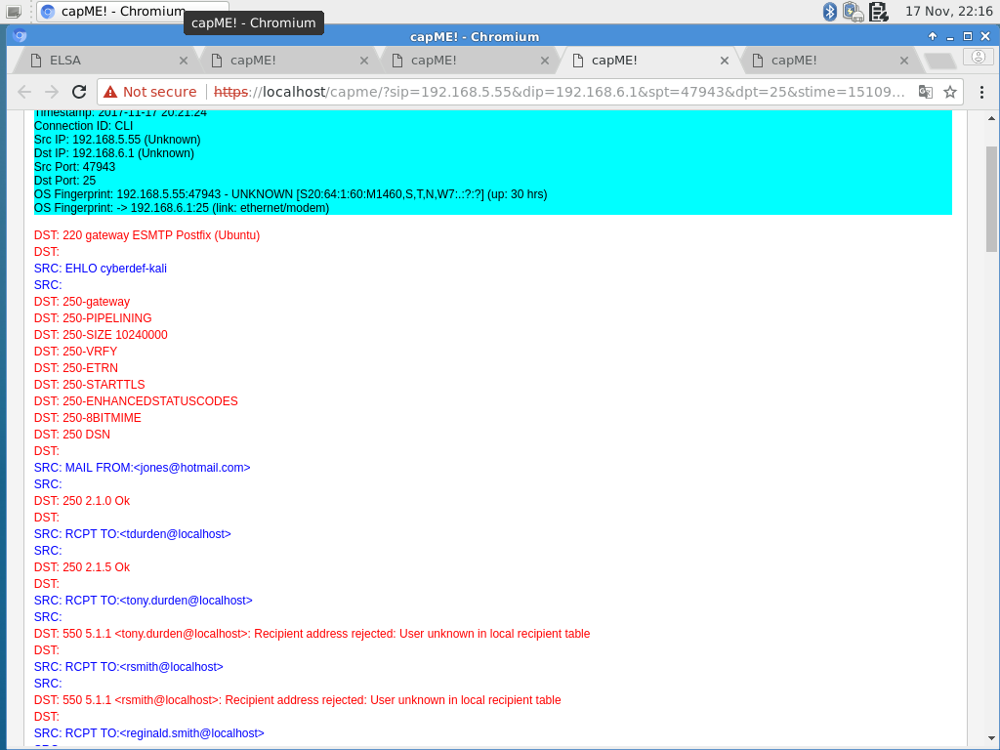 capME! - Chromium
17 Nov, 22:16
capME! - Chromium
capME! - Chromium
ELSA
capME!
capME!
capME!
capME!
Not secure https://localhost/capme/?sip=192.168.5.55&dip=192.168.6.1&spt=47943&dpt=25&stime=15109...
Timestamp: 2017-11-17 20:21:24
Connection ID: CLI
Src IP: 192.168.5.55 (Unknown)
Dst IP: 192.168.6.1 (Unknown)
Src Port: 47943
Dst Port: 25
OS Fingerprint: 192.168.5.55:47943 - UNKNOWN [S20:64:1:60:M1460,S,T,N,W7:.:?:?] (up: 30 hrs)
OS Fingerprint: -> 192.168.6.1:25 (link: ethernet/modem)
DST: 220 gateway ESMTP Postfix (Ubuntu)
DST:
SRC: EHLO cyberdef-kali
SRC:
DST: 250-gateway
DST: 250-PIPELINING
DST: 250-SIZE 10240000
DST: 250-VRFY
DST: 250-ETRN
DST: 250-STARTTLS
DST: 250-ENHANCEDSTATUSCODES
DST: 250-8BITMIME
DST: 250 DSN
DST:
SRC: MAIL FROM:<jones@hotmail.com>
SRC:
DST: 250 2.1.0 Ok
DST:
SRC: RCPT TO:<tdurden@localhost>
SRC:
DST: 250 2.1.5 Ok
DST:
SRC: RCPT TO:<tony.durden@localhost>
SRC:
DST: 550 5.1.1 <tony.durden@localhost>: Recipient address rejected: User unknown in local recipient table
DST:
SRC: RCPT TO:<rsmith@localhost>
SRC:
DST: 550 5.1.1 <rsmith@localhost>: Recipient address rejected: User unknown in local recipient table
DST:
SRC: RCPT TO:<reginald.smith@localhost>